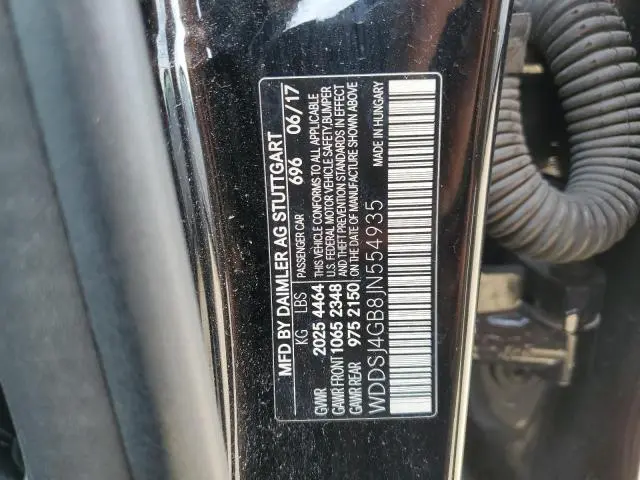 MFD BY DAIMLER AG STUTTGART
KG LBS PASSENGER CAR 696 06/17
GVWR 2025 4464 THIS VEHICLE CONFORMS TO ALL APPLICABLE
GAWR FRONT 1065 2348 U.S. FEDERAL MOTOR VEHICLE SAFETY, BUMPER
AND THEFT PREVENTION STANDARDS IN EFFECT
GAWR REAR 975 2150 ON THE DATE OF MANUFACTURE SHOWN ABOVE
WDDSJ4GB8JN554935 MADE IN HUNGARY